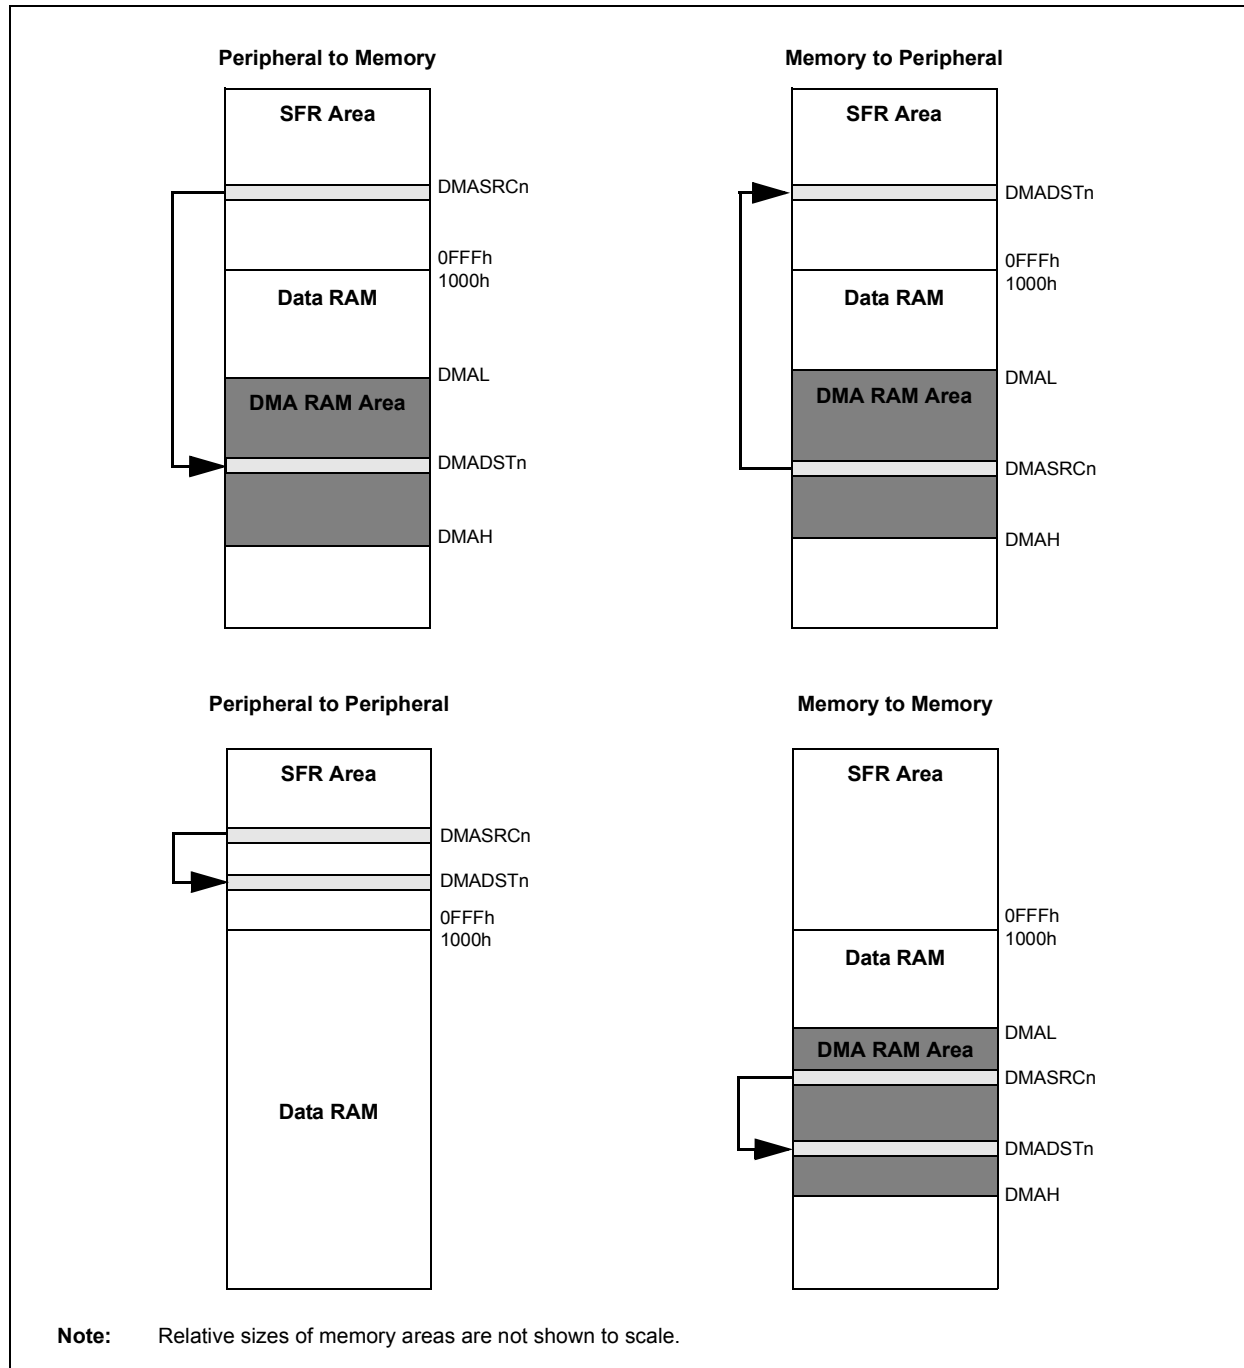 Peripheral to Memory
SFR Area
DMASRCn
0FFFh
1000h
Data RAM
DMAL
DMA RAM Area
DMADSTn
DMAH
Memory to Peripheral
SFR Area
DMADSTn
0FFFh
1000h
Data RAM
DMAL
DMA RAM Area
DMASRCn
DMAH
Peripheral to Peripheral
SFR Area
DMASRCn
DMADSTn
0FFFh
1000h
Data RAM
Memory to Memory
SFR Area
0FFFh
1000h
Data RAM
DMAL
DMA RAM Area
DMASRCn
DMADSTn
DMAH
Note: Relative sizes of memory areas are not shown to scale.